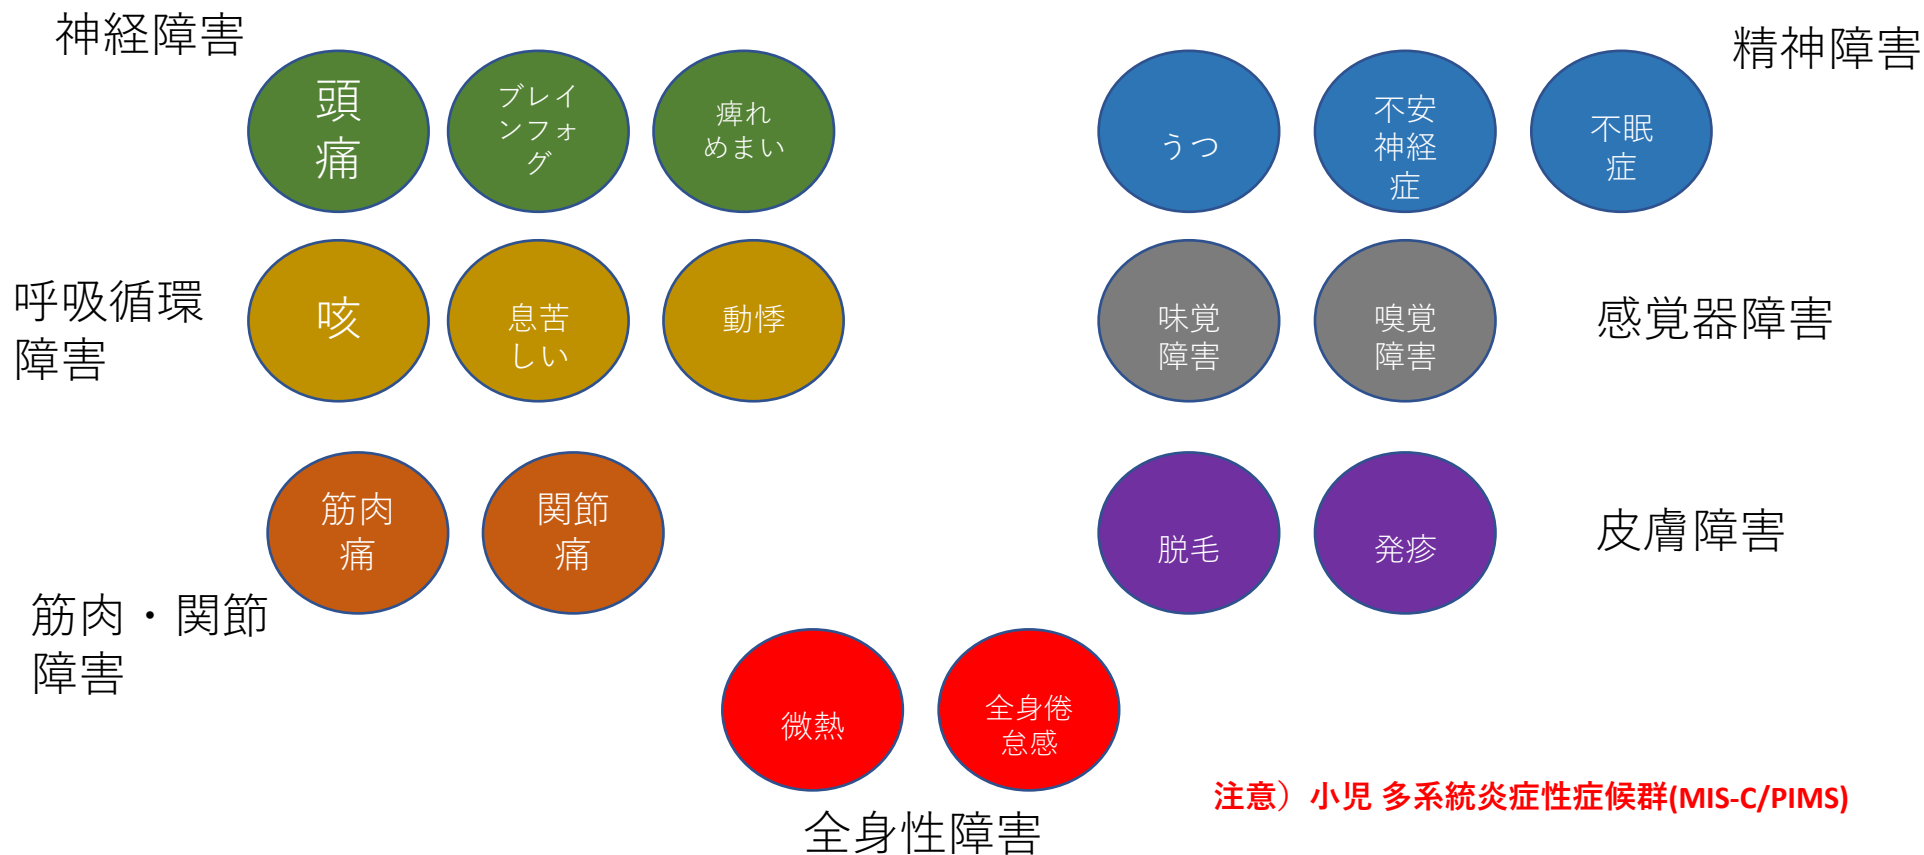 神経障害
頭
痛
ブレイ
ンフォ
グ
痺れ
めまい
うつ
不安
神経
症
不眠
症
精神障害
呼吸循環
障害
咳
息苦
しい
動悸
味覚
障害
嗅覚
障害
感覚器障害
筋肉・関節
障害
筋肉
痛
関節
痛
脱毛
発疹
皮膚障害
微熱
全身倦
怠感
全身性障害
注意）小児 多系統炎症性症候群(MIS-C/PIMS)